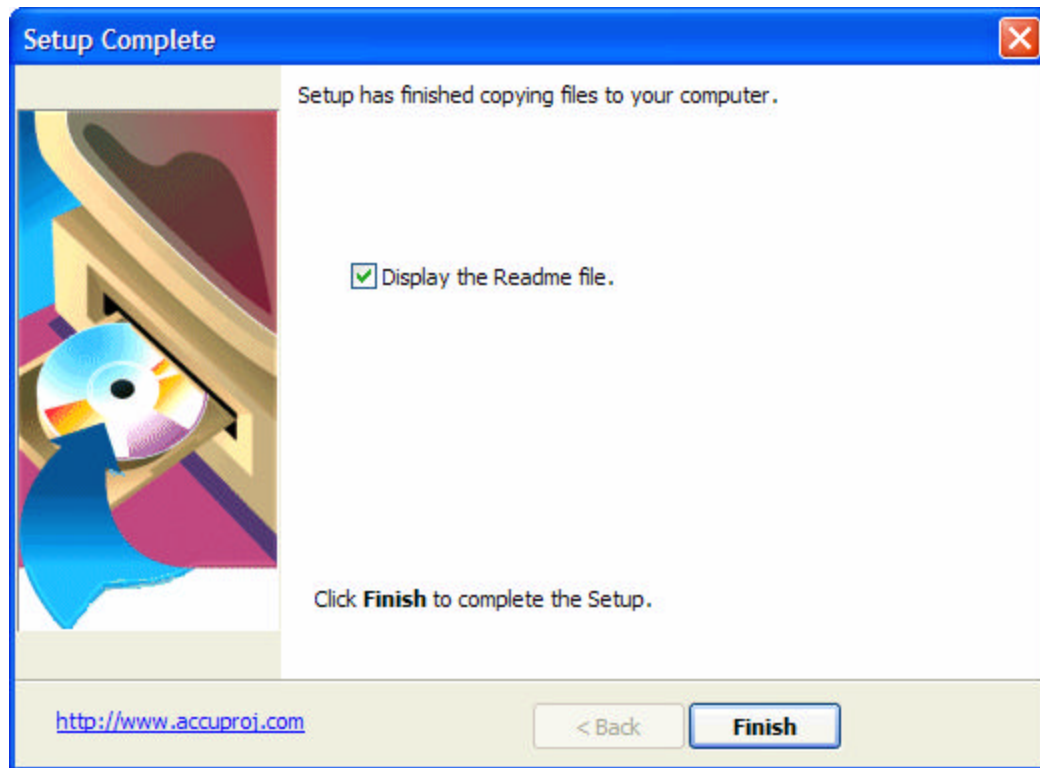 Setup Complete
Setup has finished copying files to your computer.
Display the Readme file.
Click Finish to complete the Setup.
http://www.accuproj.com
< Back
Finish